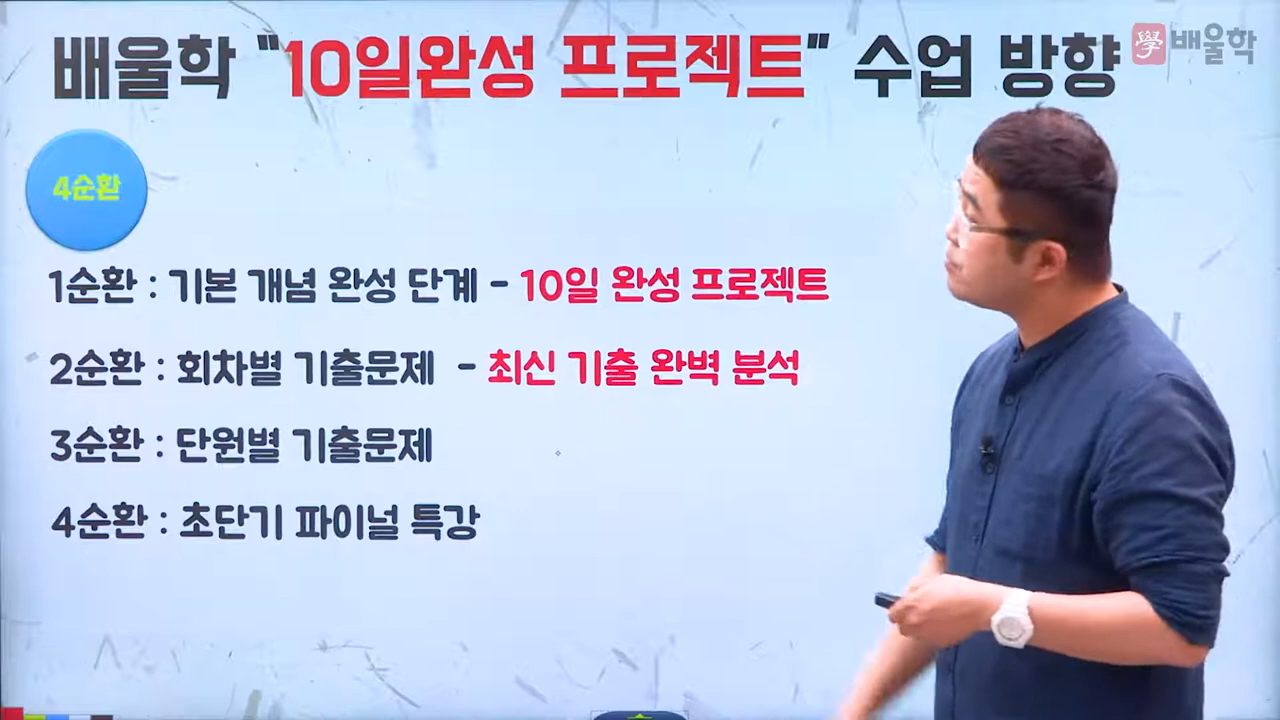 배울학 "10일완성 프로젝트" 수업 방향
學 배울학
4순환
1순환 : 기본 개념 완성 단계 - 10일 완성 프로젝트
2순환 : 회차별 기출문제 - 최신 기출 완벽 분석
3순환 : 단원별 기출문제
4순환 : 초단기 파이널 특강